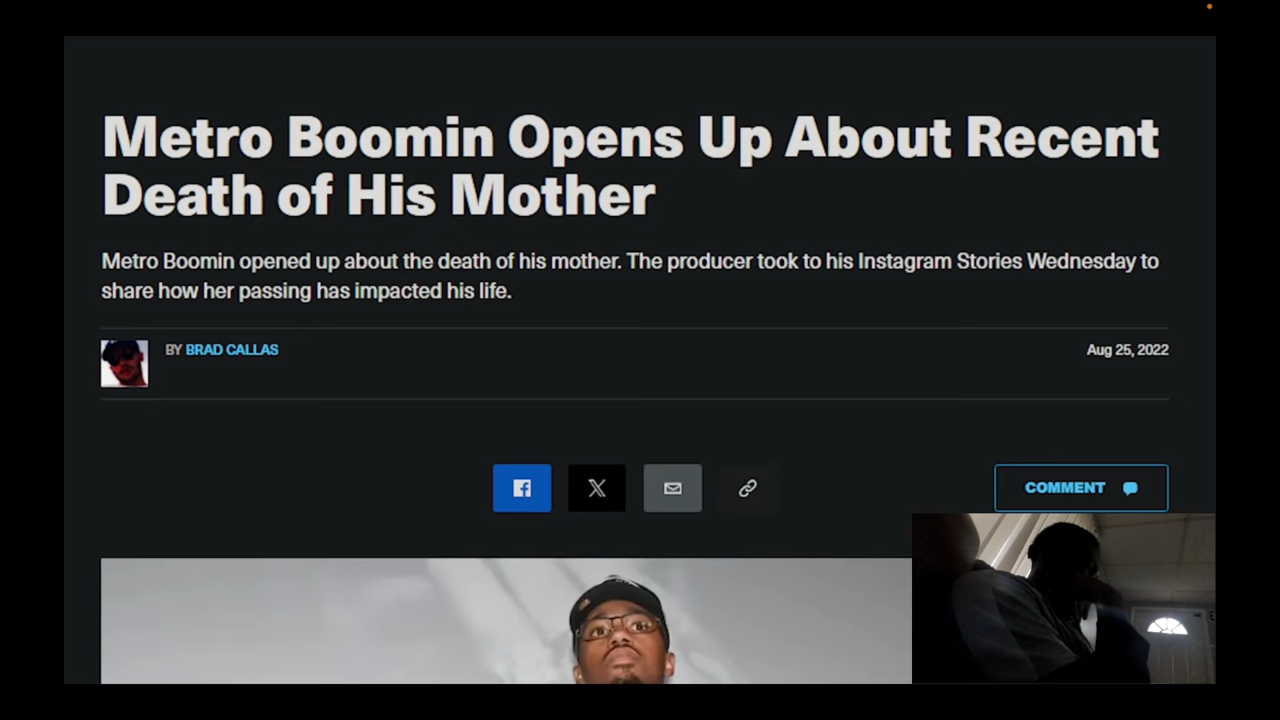 Metro Boomin Opens Up About Recent
Death of His Mother
Metro Boomin opened up about the death of his mother. The producer took to his Instagram Stories Wednesday to
share how her passing has impacted his life.
BY BRAD CALLAS
Aug 25, 2022
COMMENT